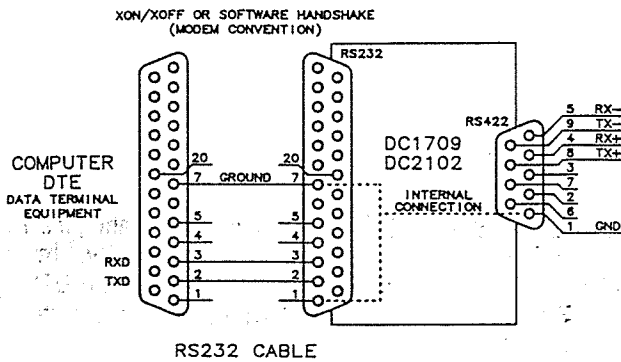 XON/XOFF OR SOFTWARE HANDSHAKE
(MODEM CONVENTION)
RS232
RS422
DC1709
DC2102
5 RX-
9 TX-
4 RX+
8 TX+
3
7
2
6
1 GND
COMPUTER
DTE
DATA TERMINAL
EQUIPMENT
20 20
7 GROUND 7
INTERNAL
CONNECTION
5 5
4 4
RXD 3 3
TXD 2 2
1 1
RS232 CABLE